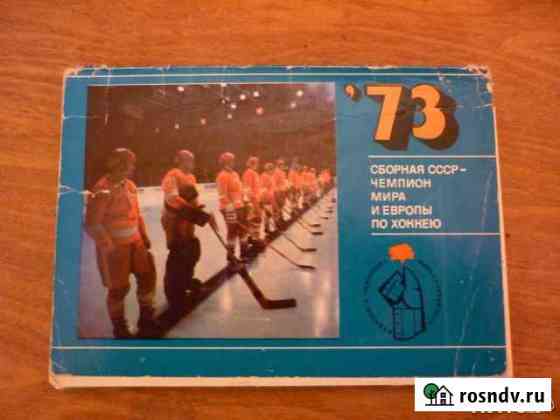 '73
СБОРНАЯ СССР-
ЧЕМПИОН
МИРА
И ЕВРОПЫ
ПО ХОККЕЮ
rosndv.ru